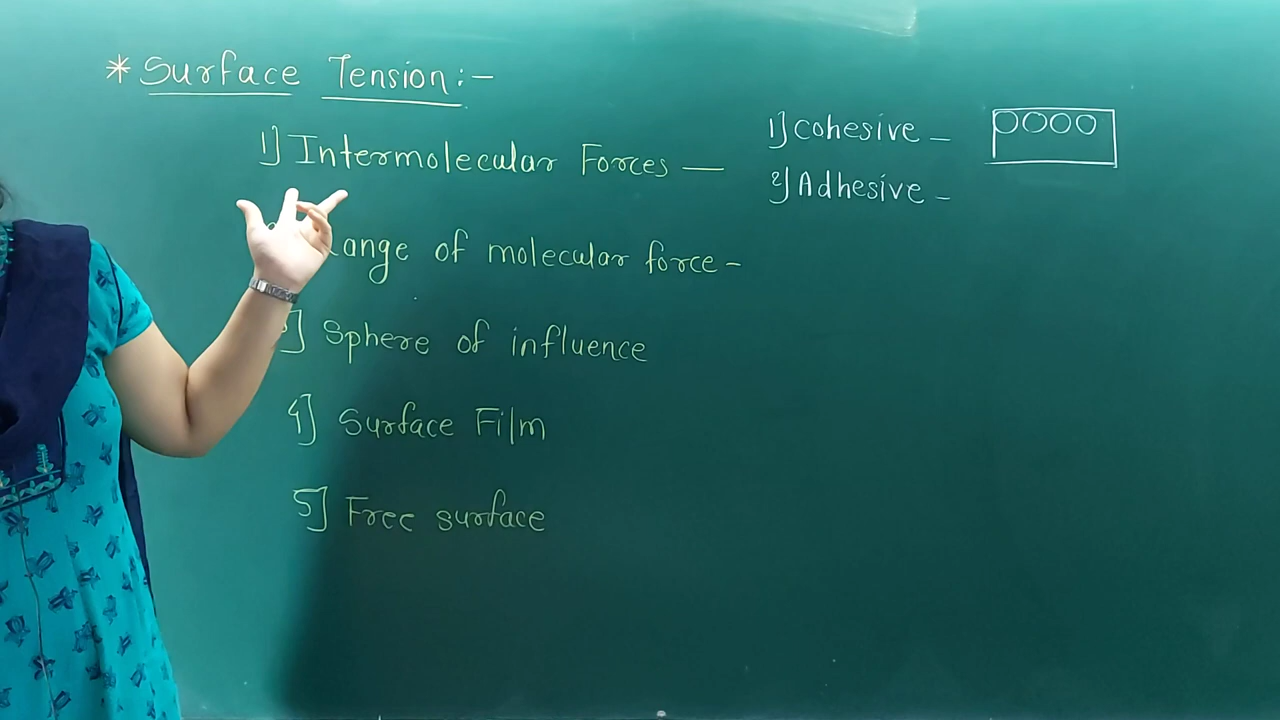 * Surface Tension:-
1] Intermolecular Forces —
1] Cohesive -
2] Adhesive -
Range of molecular force -
3] Sphere of influence
4] Surface Film
5] Free surface